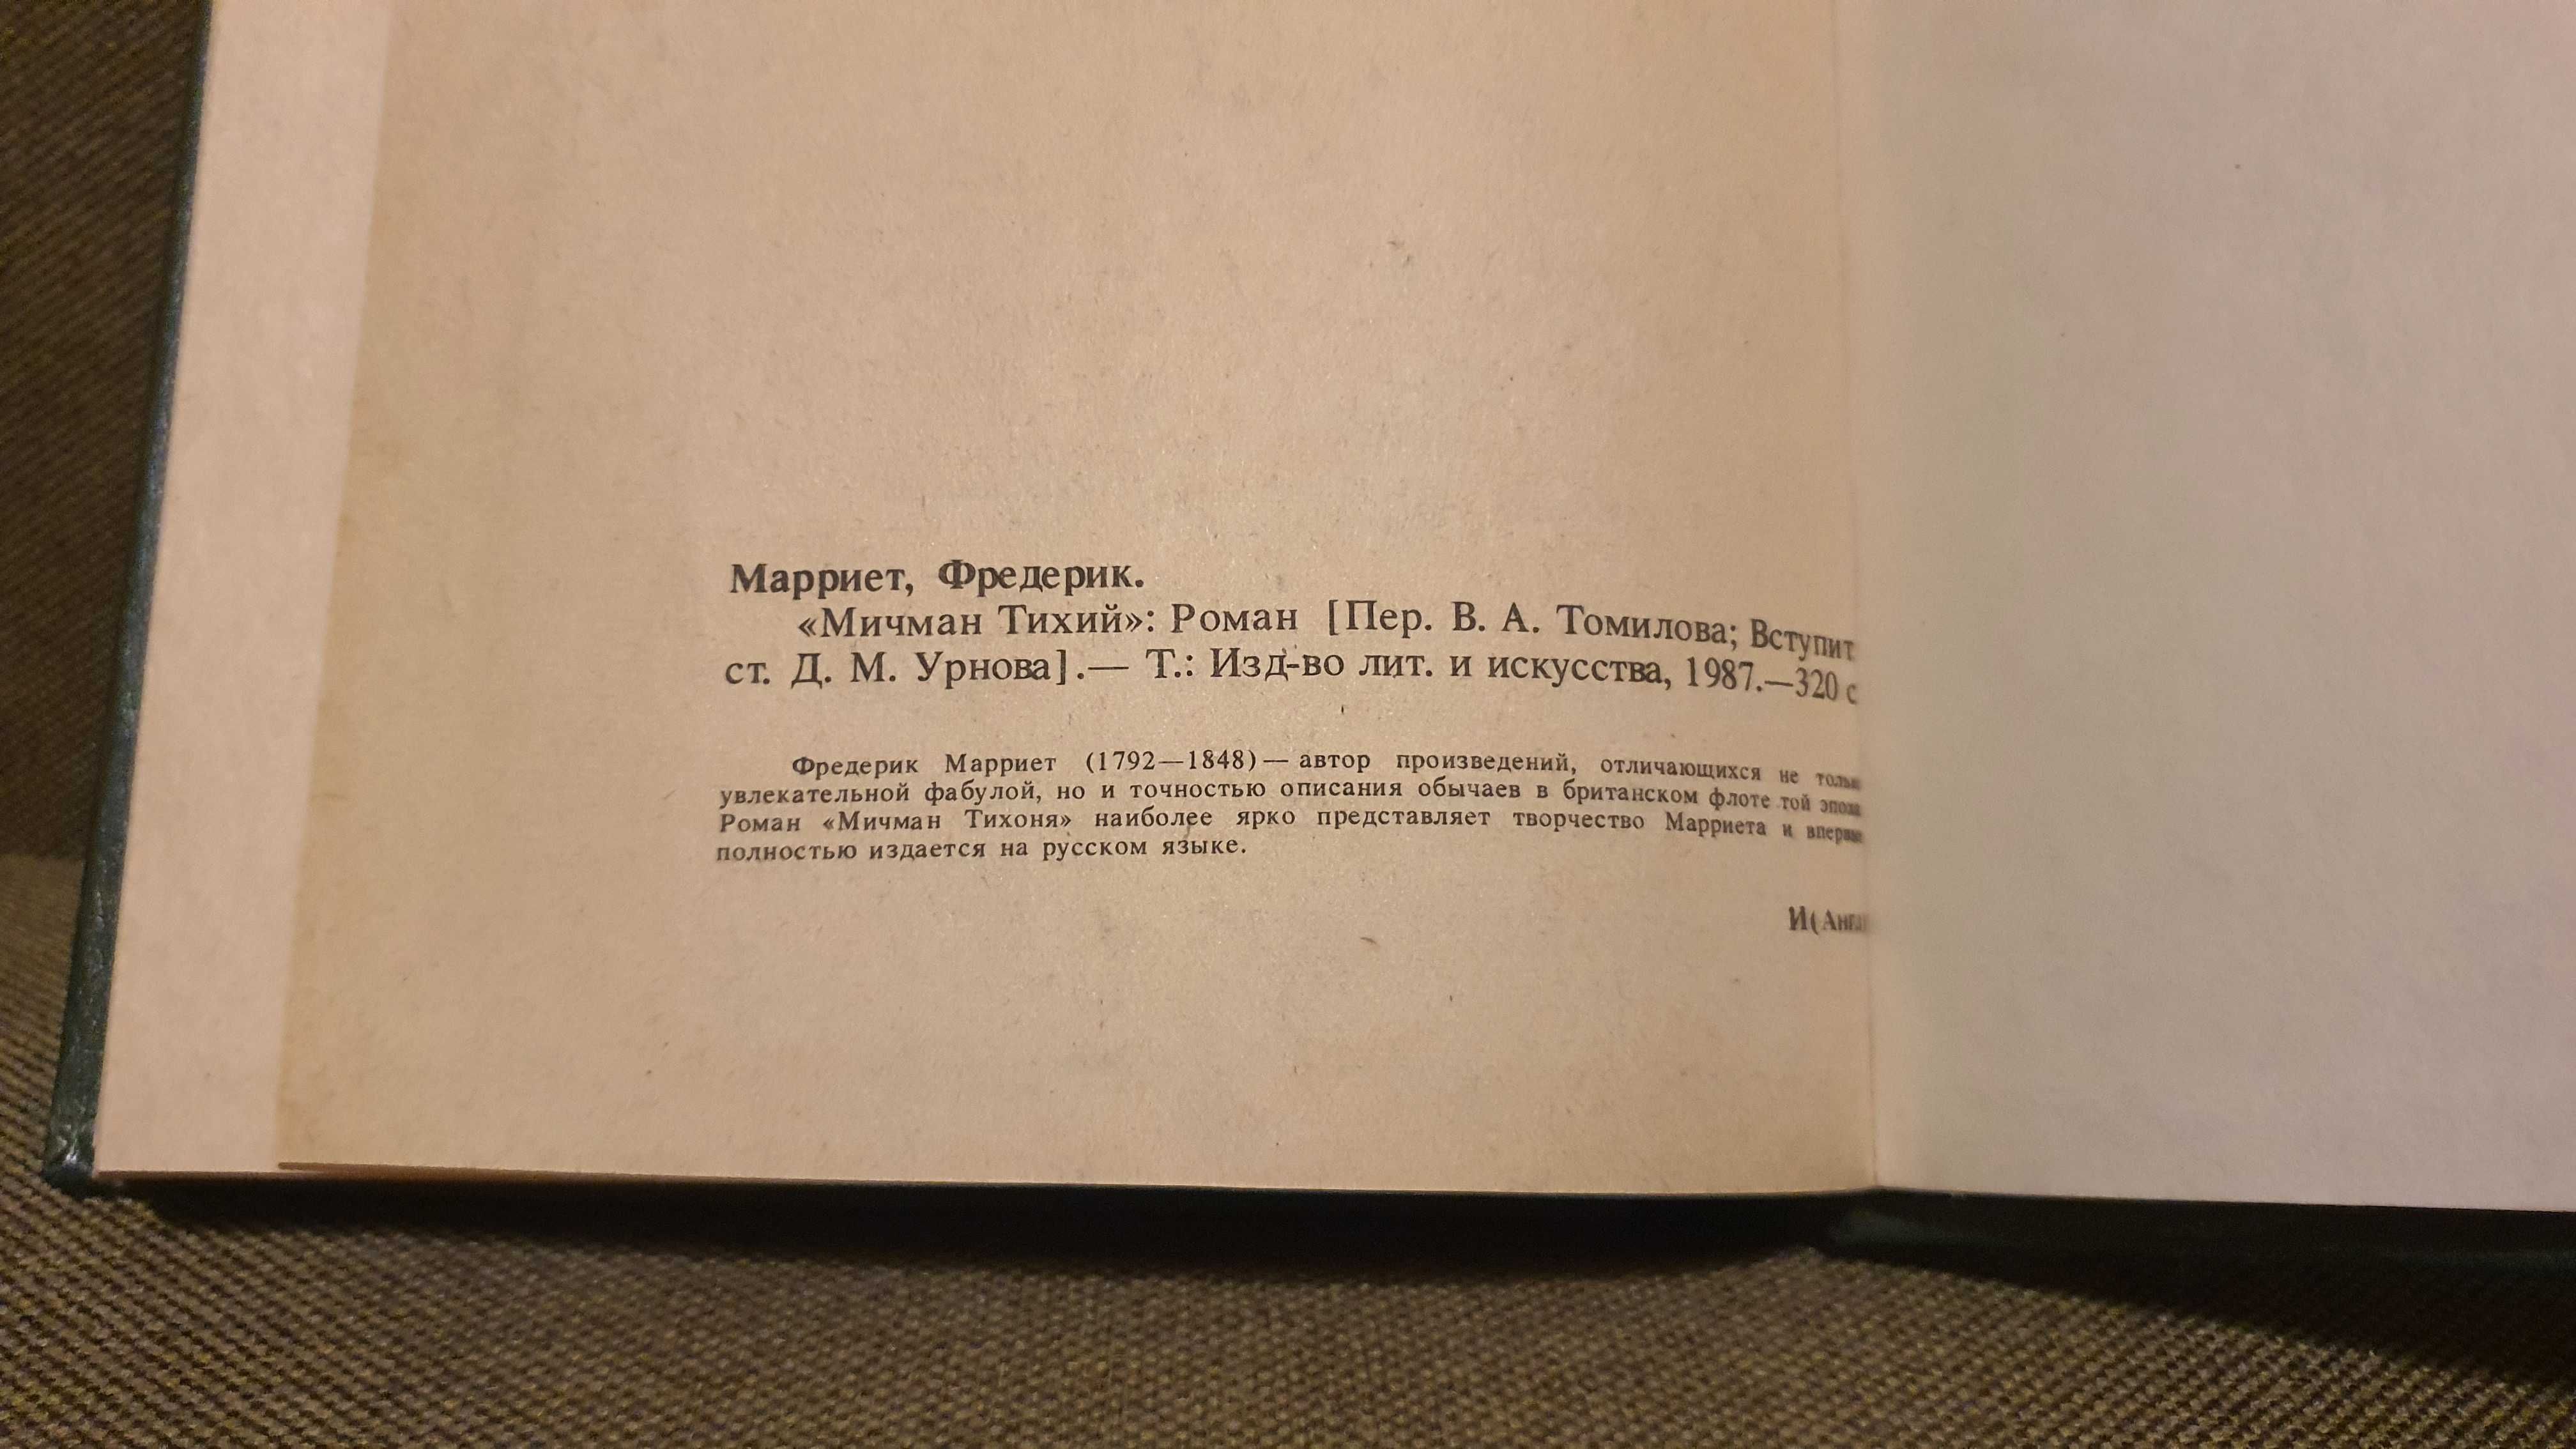 Марриет, Фредерик.
«Мичман Тихий»: Роман [Пер. В. А. Томилова; Вступит
ст. Д. М. Урнова].— Т.: Изд-во лит. и искусства, 1987.—320 с
Фредерик Марриет (1792—1848)— автор произведений, отличающихся не
увлекательной фабулой, но и точностью описания обычаев в британском флоте той
Роман «Мичман Тихоня» наиболее ярко представляет творчество Марриета и
полностью издается на русском языке.